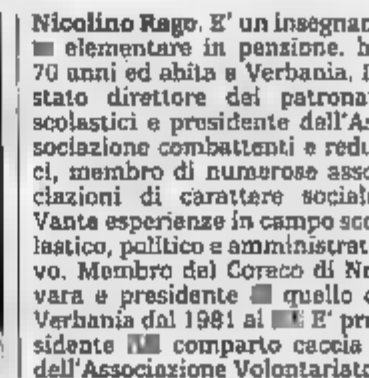 Nicolino Rago. E' un insegnan
elementare in pensione, h
70 anni ed abita a Verbania.
stato direttore dei patrona
scolastici e presidente dell'As
sociazione combattenti e redu
ci, membro di numerose asso
ciazioni di carattere sociale
Vanta esperienze in campo sco
lastico, politico e amministrati
vo. Membro del Coreco di No
vara e presidente quello d
Verbania dal 1981 al E' pre
sidente comparto caccia
dell'Associazione Volontariato